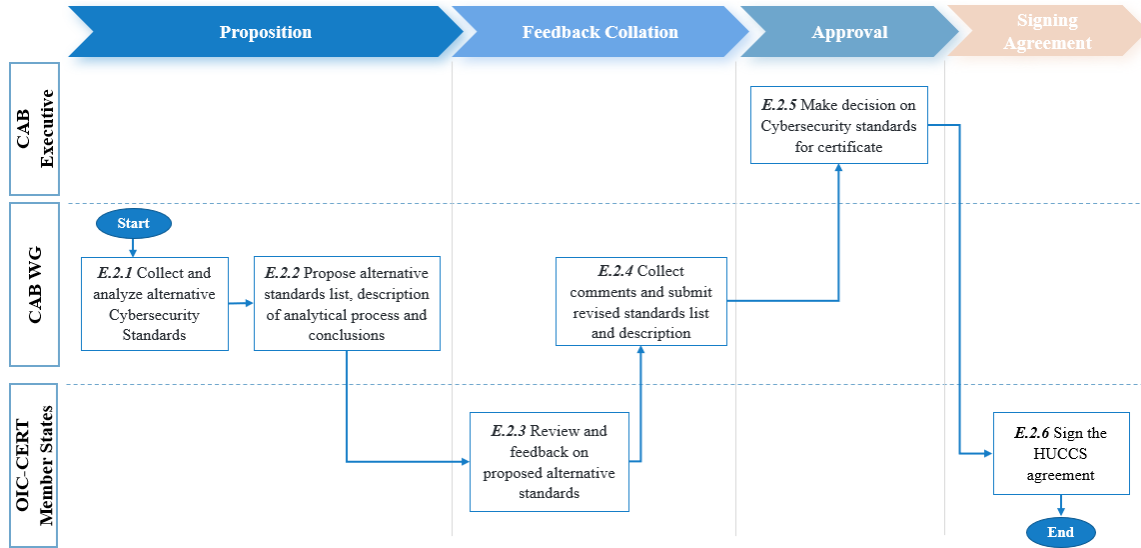 Proposition
Feedback Collation
Approval
Signing
Agreement
CAB
Executive
E.2.5 Make decision on
Cybersecurity standards
for certificate
CAB WG
Start
E.2.1 Collect and
analyze alternative
Cybersecurity
Standards
E.2.2 Propose alternative
standards list, description
of analytical process and
conclusions
E.2.4 Collect
comments and submit
revised standards list
and description
OIC-CERT
Member States
E.2.3 Review and
feedback on
proposed alternative
standards
E.2.6 Sign the
HUCCS
agreement
End